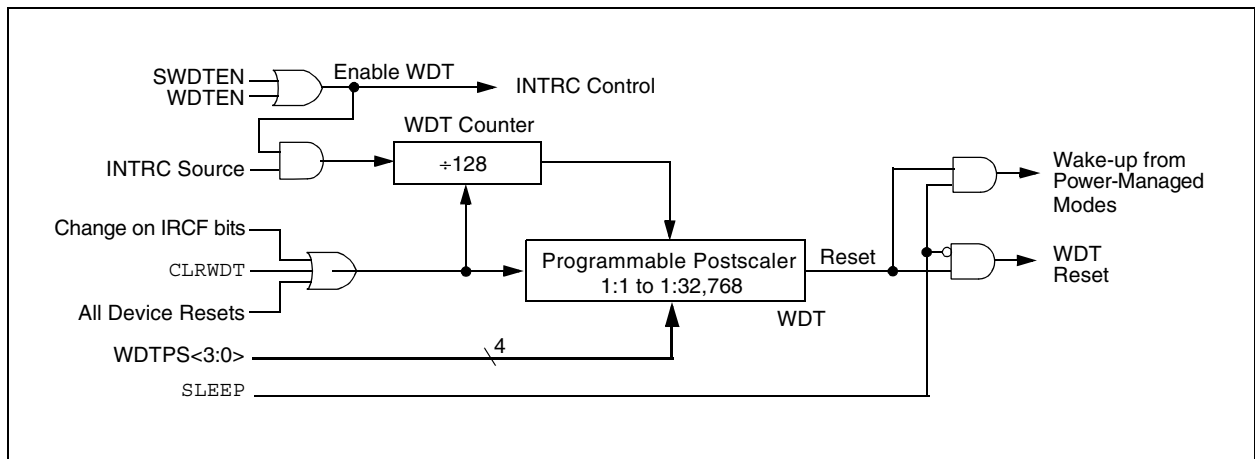 SWDTEN
WDTEN
Enable WDT
INTRC Control
WDT Counter
INTRC Source
÷128
Wake-up from
Power-Managed
Modes
Change on IRCF bits
CLRWDT
All Device Resets
Programmable Postscaler
1:1 to 1:32,768
Reset
WDT
WDT
Reset
WDTPS<3:0>
4
SLEEP